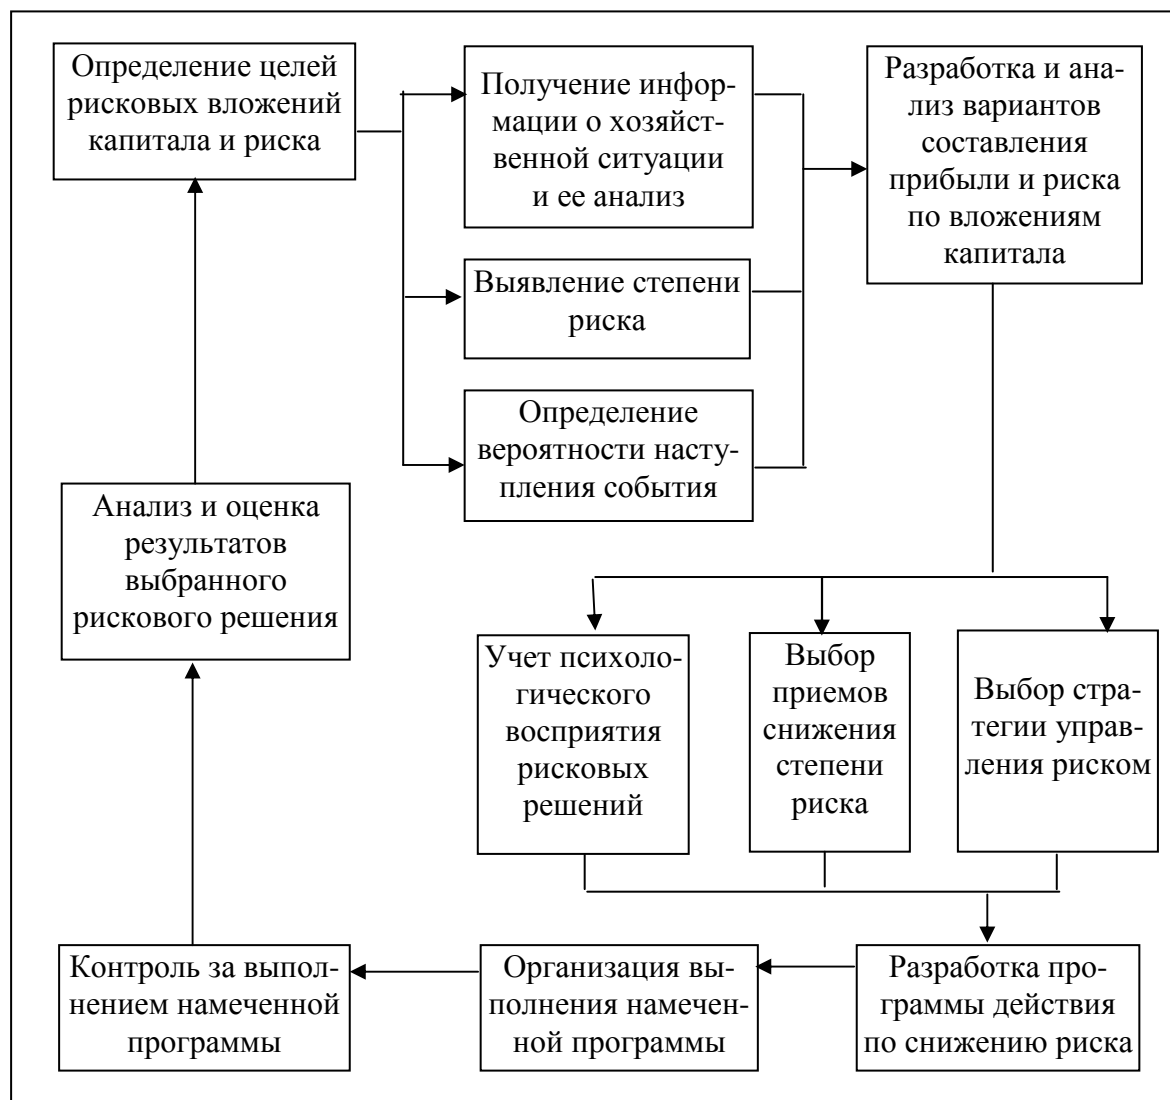 Определение целей
рисковых вложений
капитала и риска
Получение инфор-
мации о хозяйст-
венной ситуации
и ее анализ
Разработка и ана-
лиз вариантов
составления
прибыли и риска
по вложениям
капитала
Выявление степени
риска
Определение
вероятности насту-
пления события
Анализ и оценка
результатов
выбранного
рискового решения
Учет психоло-
гического
восприятия
рисковых
решений
Выбор
приемов
снижения
степени
риска
Выбор стра-
тегии управ-
ления риском
Контроль за выпол-
нением намеченной
программы
Организация вы-
полнения намечен-
ной программы
Разработка про-
граммы действия
по снижению риска